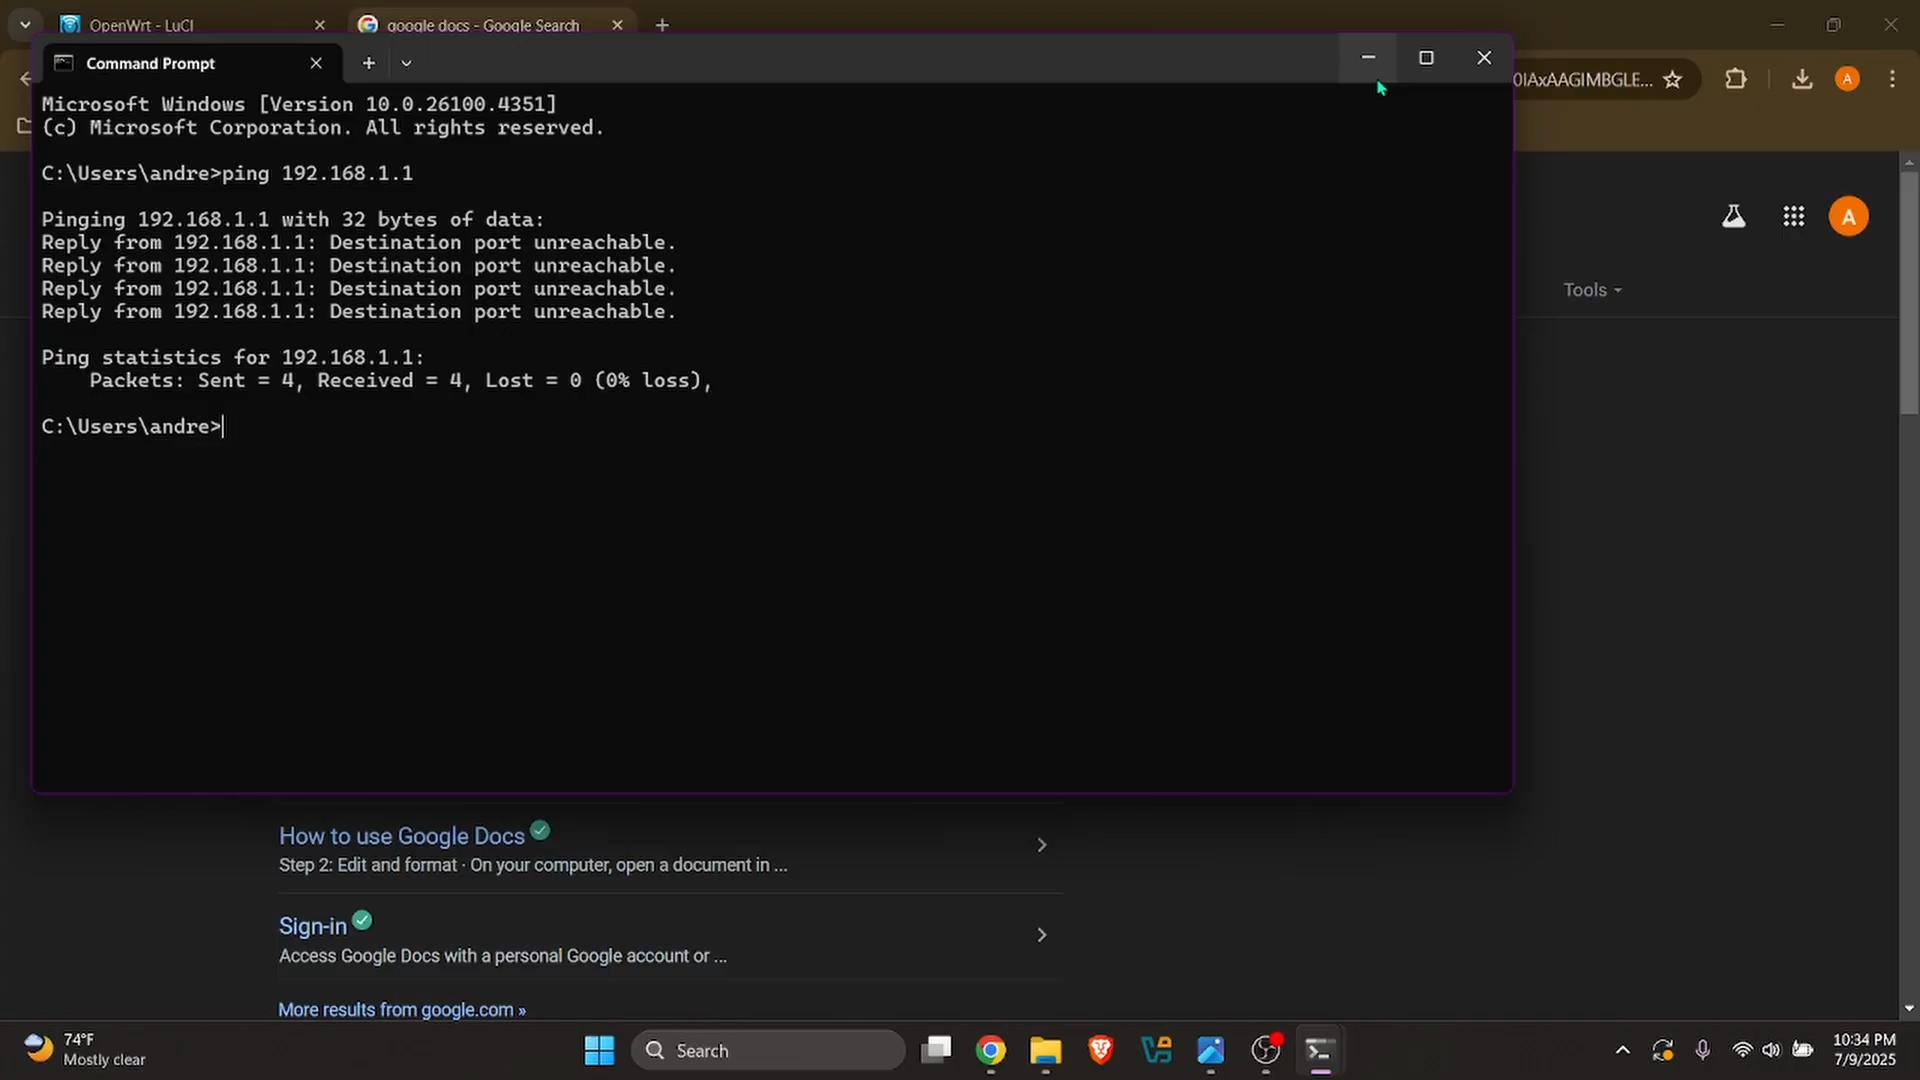 OpenWrt - LuCI
google docs - Google Search
Command Prompt
0IAxAAGIMBGLE...
A
Microsoft Windows [Version 10.0.26100.4351]
(c) Microsoft Corporation. All rights reserved.
C:\Users\andre>ping 192.168.1.1
Pinging 192.168.1.1 with 32 bytes of data:
Reply from 192.168.1.1: Destination port unreachable.
Reply from 192.168.1.1: Destination port unreachable.
Reply from 192.168.1.1: Destination port unreachable.
Reply from 192.168.1.1: Destination port unreachable.
Ping statistics for 192.168.1.1:
Packets: Sent = 4, Received = 4, Lost = 0 (0% loss),
C:\Users\andre>
A
Tools
How to use Google Docs
Step 2: Edit and format · On your computer, open a document in ...
Sign-in
Access Google Docs with a personal Google account or ...
More results from google.com »
74°F
Mostly clear
Search
10:34 PM
7/9/2025